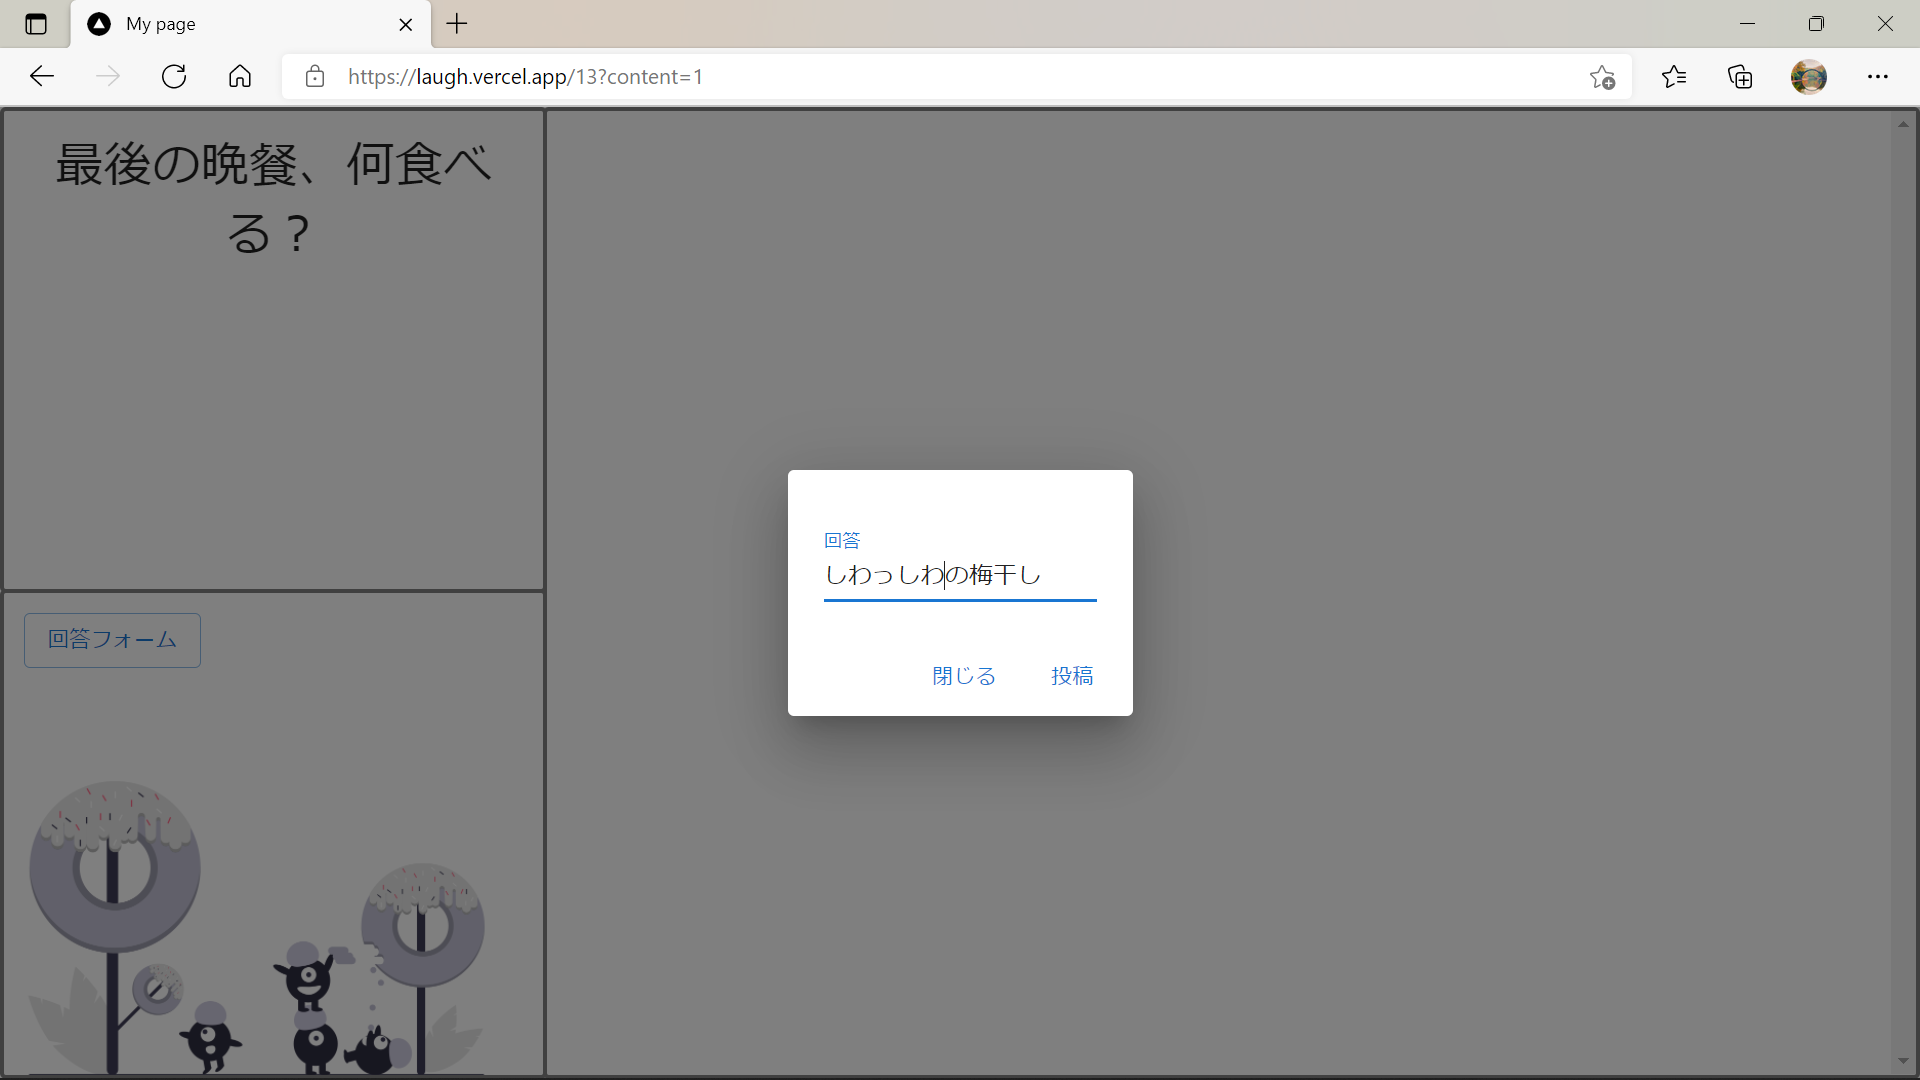 My page
https://laugh.vercel.app/13?content=1
最後の晩餐、何食べ
る？
回答
しわっしわの梅干し
閉じる 投稿
回答フォーム